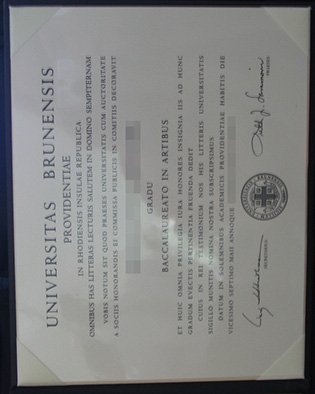 UNIVERSITAS BRUNENSIS
PROVIDENTIAE
IN RHODIENSIS INSULAE REPUBLICA
OMNIBUS HAS LITTERAS LECTURIS SALUTEM IN DOMINO SEMPITERNAM
VOBIS NOTUM SIT QUOD PRAESES UNIVERSITATIS CUM AUCTORITATE
A SOCIIS HONORANDIS EI COMMISSA PUBLICIS IN COMITIIS DECORAVIT
GRADU
BACCALAUREATO IN ARTIBUS
ET HUIC OMNIA PRIVILEGIA IURA HONORES INSIGNIA IIS AD HUNC
GRADUM EVECTIS PERTINENTIA FRUENDA DEDIT
CUIUS IN REI TESTIMONIUM NOS HIS LITTERIS UNIVERSITATIS
SIGILLO MUNITIS NOMINA NOSTRA SUBSCRIPSIMUS
DATUM IN SOLEMNIBUS ACADEMICIS PROVIDENTIAE HABITIS DIE
VICESIMO SEPTIMO MAII ANNOQUE